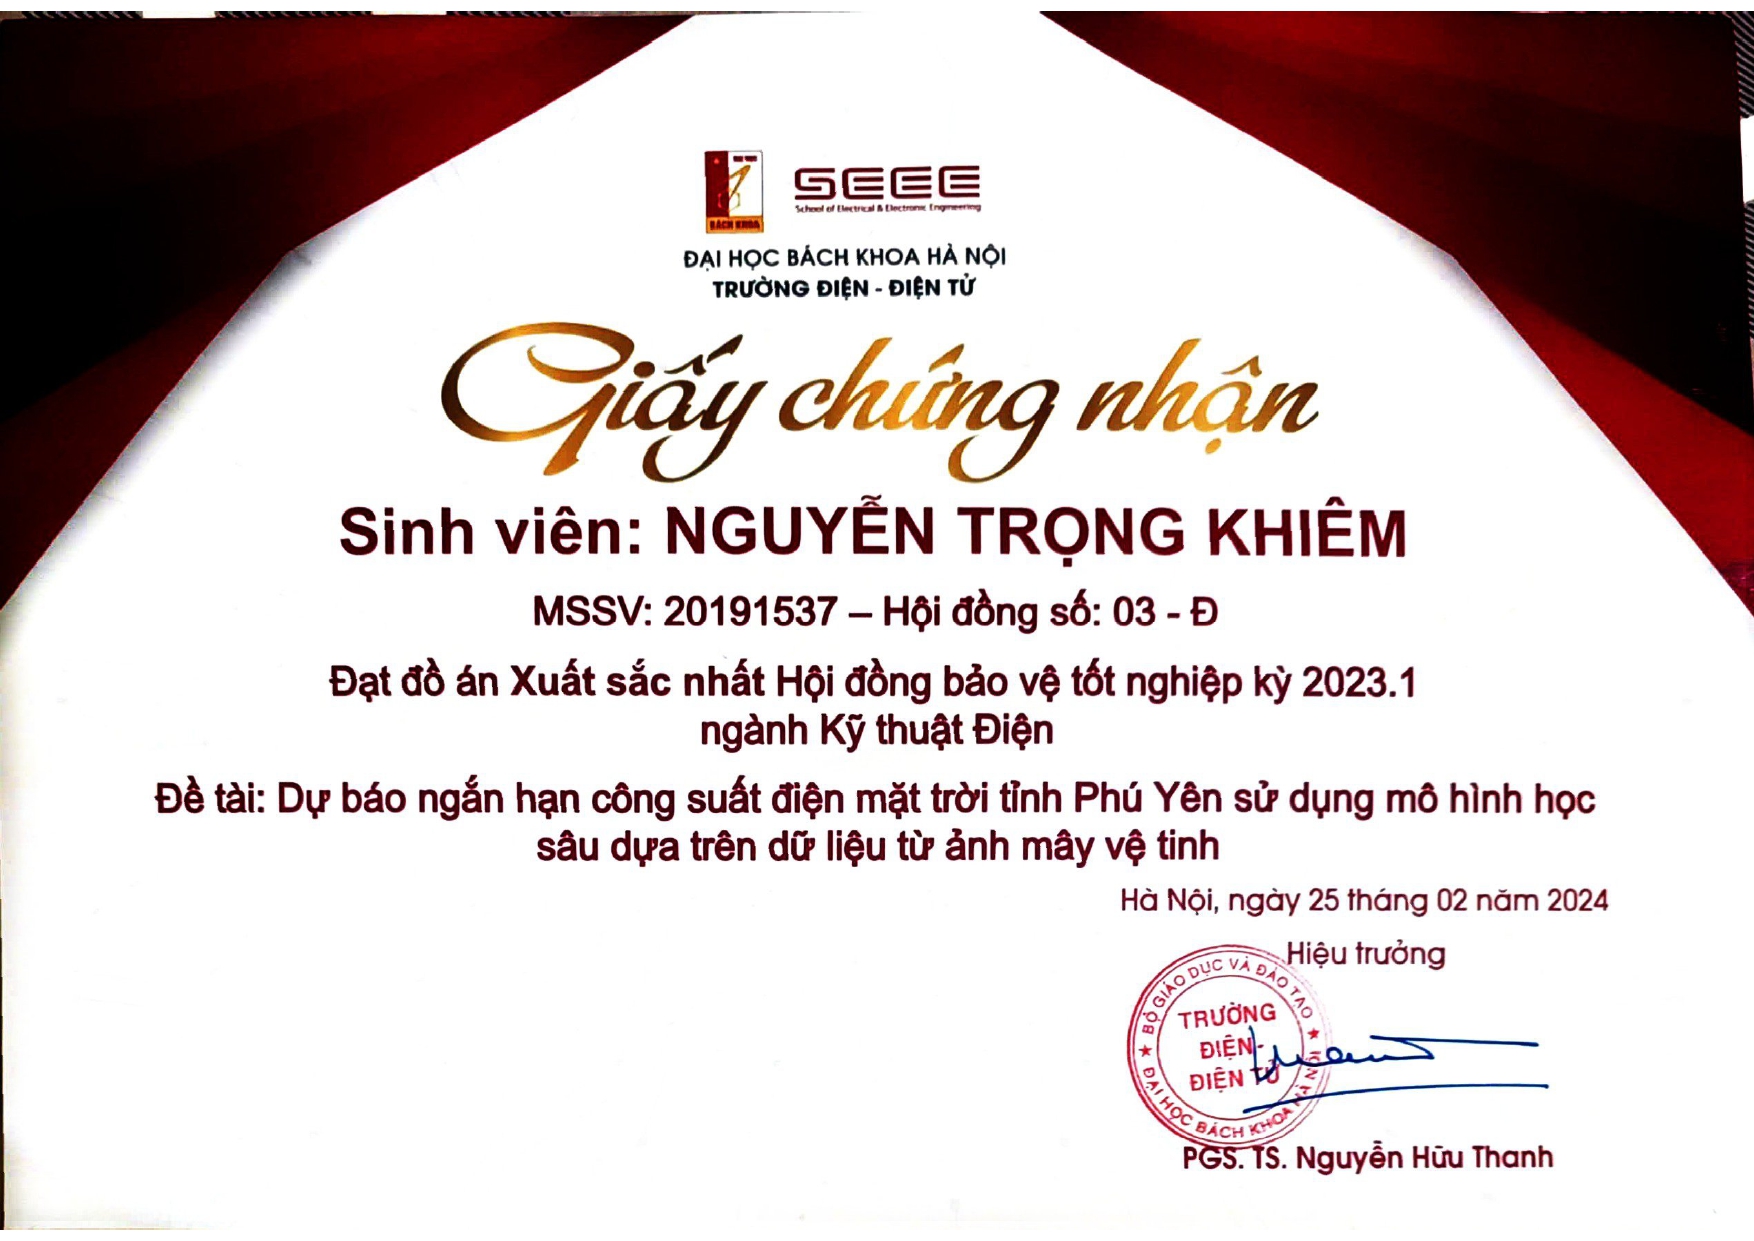 BÁCH KHOA
SEEE
School of Electrical & Electronic Engineering
ĐẠI HỌC BÁCH KHOA HÀ NỘI
TRƯỜNG ĐIỆN - ĐIỆN TỬ
Giấy chứng nhận
Sinh viên: NGUYỄN TRỌNG KHIÊM
MSSV: 20191537 – Hội đồng số: 03 - Đ
Đạt đồ án Xuất sắc nhất Hội đồng bảo vệ tốt nghiệp kỳ 2023.1
ngành Kỹ thuật Điện
Đề tài: Dự báo ngắn hạn công suất điện mặt trời tỉnh Phú Yên sử dụng mô hình học
sâu dựa trên dữ liệu từ ảnh mây vệ tinh
Hà Nội, ngày 25 tháng 02 năm 2024
Hiệu trưởng
BỘ GIÁO DỤC VÀ ĐÀO TẠO
TRƯỜNG
ĐIỆN-
ĐIỆN TỬ
ĐẠI HỌC BÁCH KHOA HÀ NỘI
PGS. TS. Nguyễn Hữu Thanh